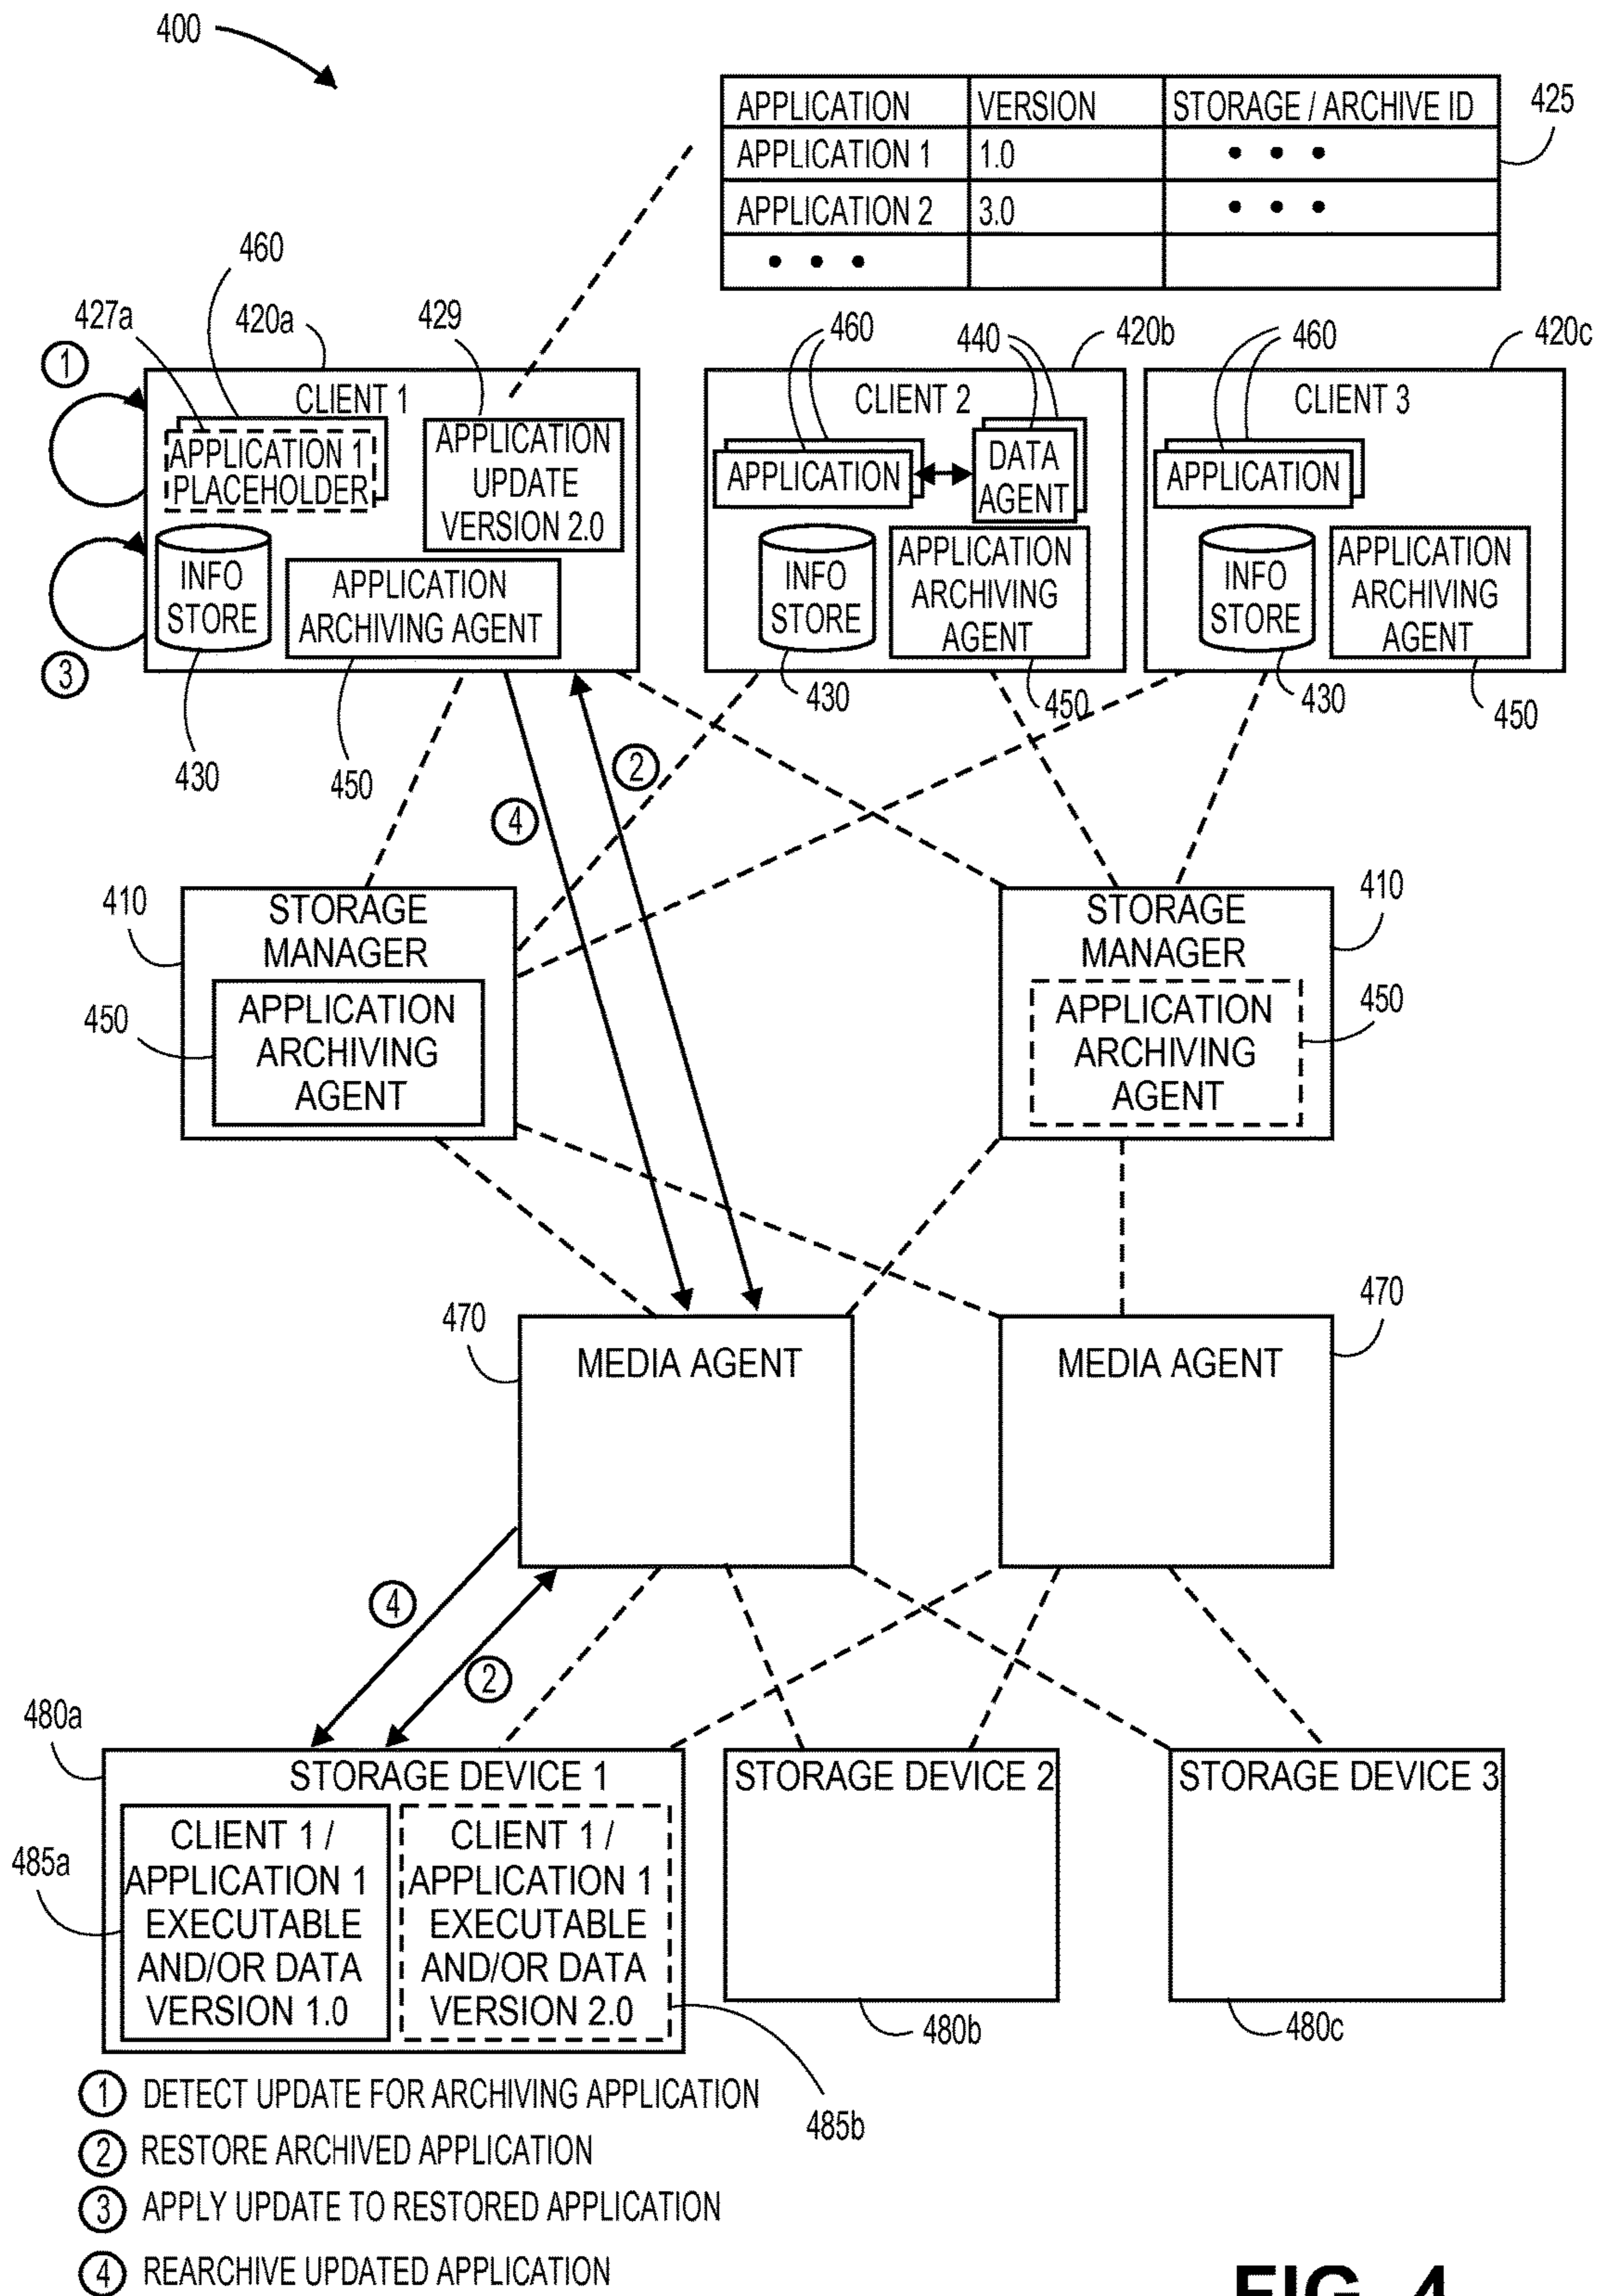 400
APPLICATION VERSION STORAGE / ARCHIVE ID
425
APPLICATION 1 1.0 • • •
APPLICATION 2 3.0 • • •
• • •
460
427a
420a
429
460
440
420b
460
420c
1
CLIENT 1
APPLICATION 1
PLACEHOLDER
APPLICATION
UPDATE
VERSION 2.0
INFO
STORE
APPLICATION
ARCHIVING AGENT
3
430
450
CLIENT 2
APPLICATION
DATA
AGENT
INFO
STORE
APPLICATION
ARCHIVING
AGENT
430
450
CLIENT 3
APPLICATION
INFO
STORE
APPLICATION
ARCHIVING
AGENT
430
450
2
4
410
STORAGE
MANAGER
450
APPLICATION
ARCHIVING
AGENT
STORAGE
MANAGER
410
APPLICATION
ARCHIVING
AGENT
450
470
MEDIA AGENT
MEDIA AGENT
470
4
2
480a
STORAGE DEVICE 1
485a
CLIENT 1 /
APPLICATION 1
EXECUTABLE
AND/OR DATA
VERSION 1.0
CLIENT 1 /
APPLICATION 1
EXECUTABLE
AND/OR DATA
VERSION 2.0
485b
STORAGE DEVICE 2
480b
STORAGE DEVICE 3
480c
1 DETECT UPDATE FOR ARCHIVING APPLICATION
2 RESTORE ARCHIVED APPLICATION
3 APPLY UPDATE TO RESTORED APPLICATION
4 REARCHIVE UPDATED APPLICATION
FIG. 4